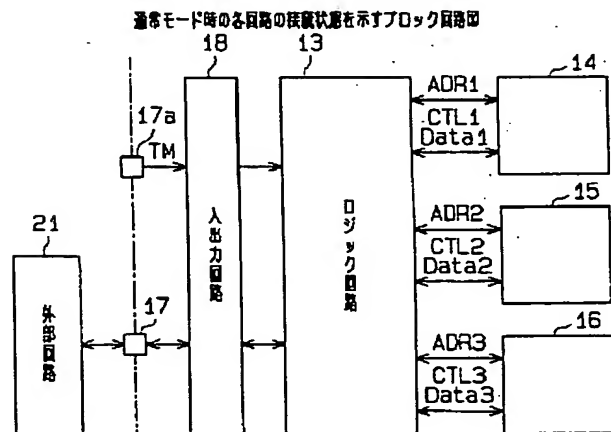 通常モード時の各回路の接続状態を示すブロック回路図
18
13
14
17a
TM
ADR1
CTL1
Data1
入出力回路
ロジック回路
15
21
ADR2
CTL2
Data2
外部回路
17
16
ADR3
CTL3
Data3